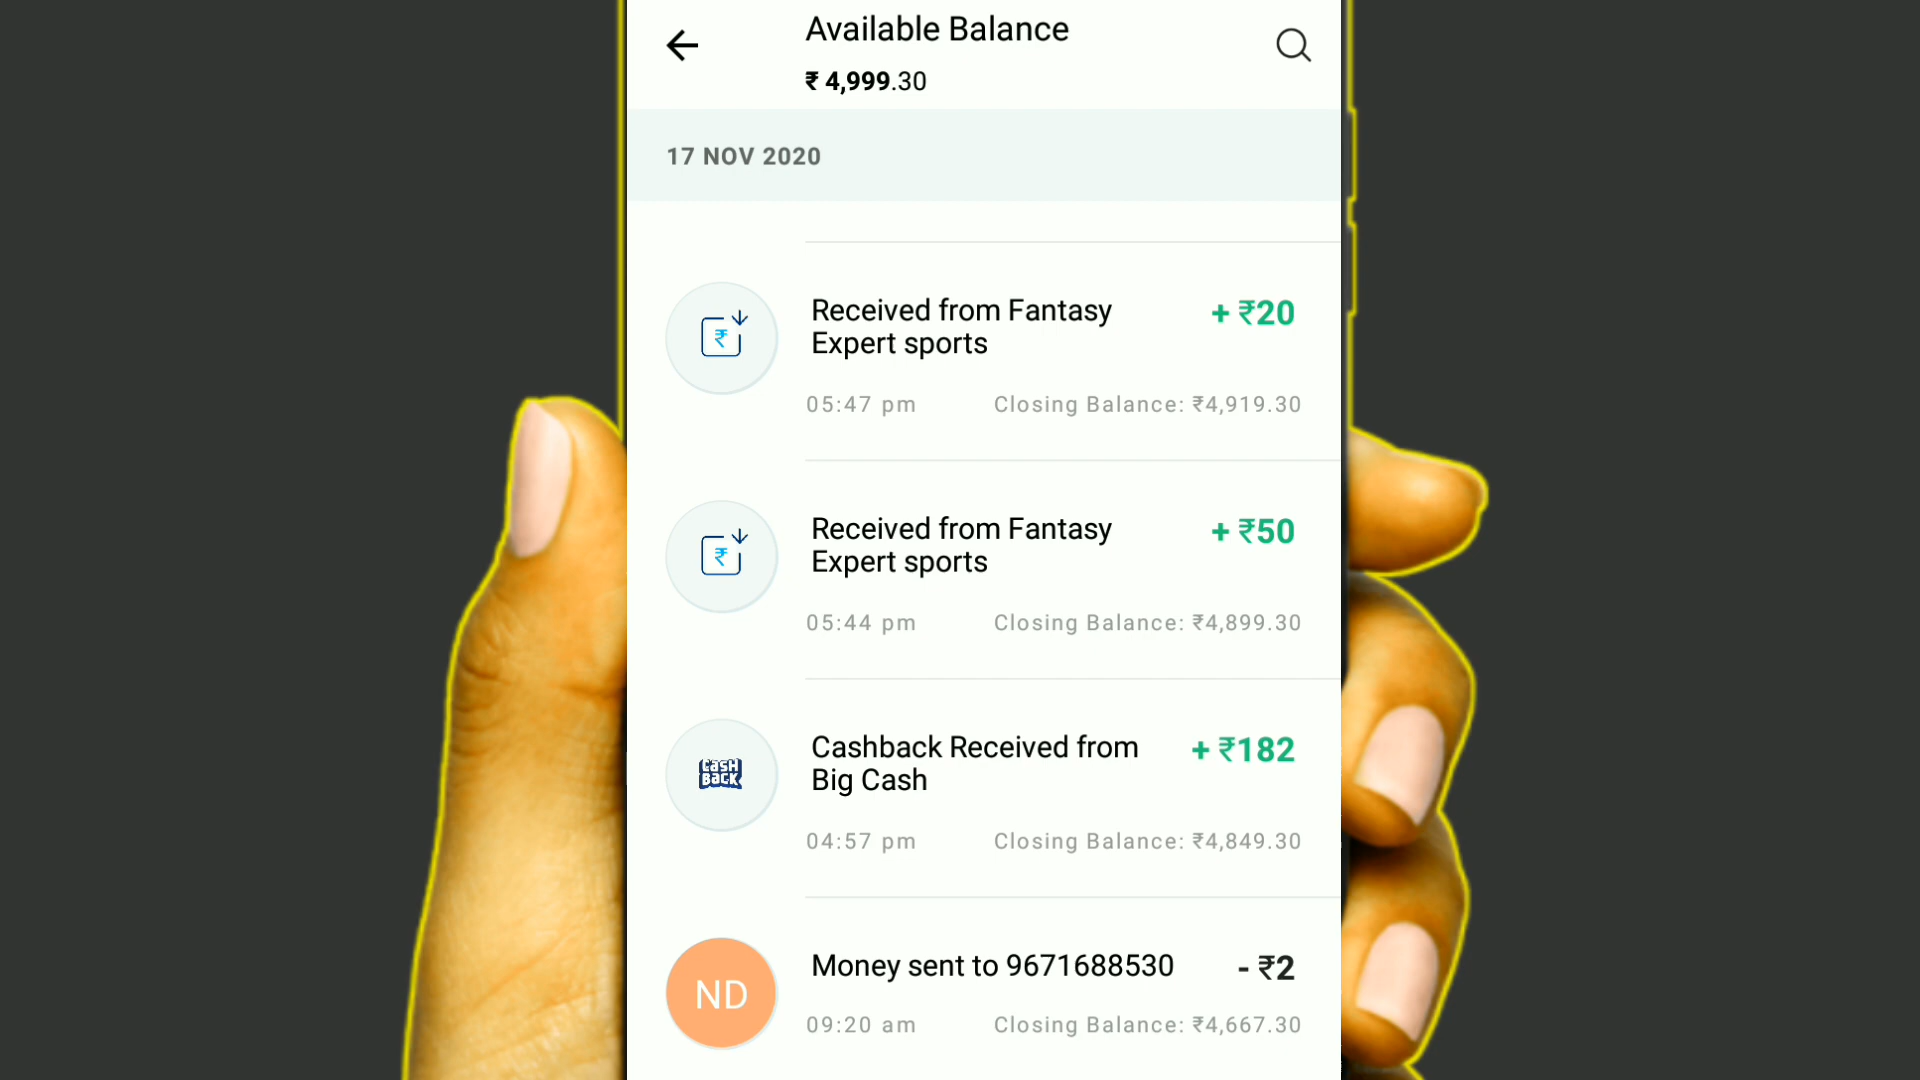 Available Balance
₹ 4,999.30
17 NOV 2020
Received from Fantasy
Expert sports
+ ₹20
₹
05:47 pm Closing Balance: ₹4,919.30
Received from Fantasy
Expert sports
+ ₹50
₹
05:44 pm Closing Balance: ₹4,899.30
Cashback Received from
Big Cash
+ ₹182
CASH
BACK
04:57 pm Closing Balance: ₹4,849.30
ND
Money sent to 9671688530 - ₹2
09:20 am Closing Balance: ₹4,667.30